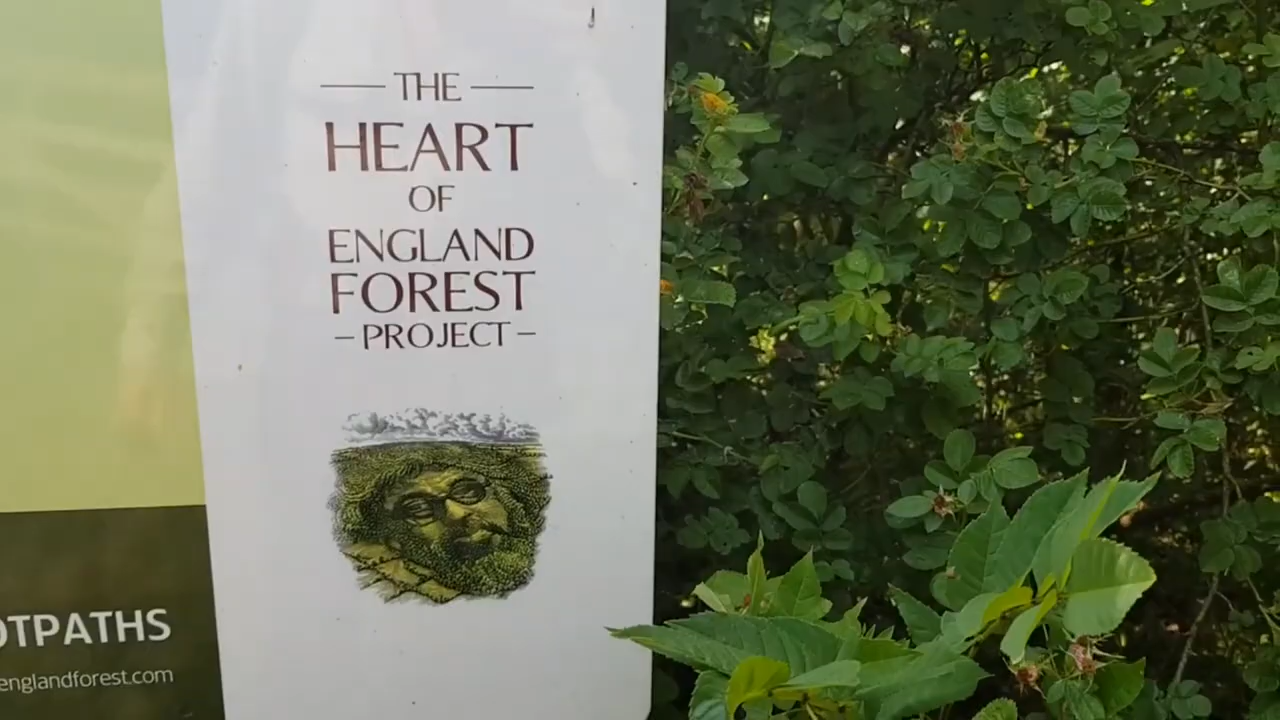 THE
HEART
OF
ENGLAND
FOREST
– PROJECT –
OTPATHS
englandforest.com